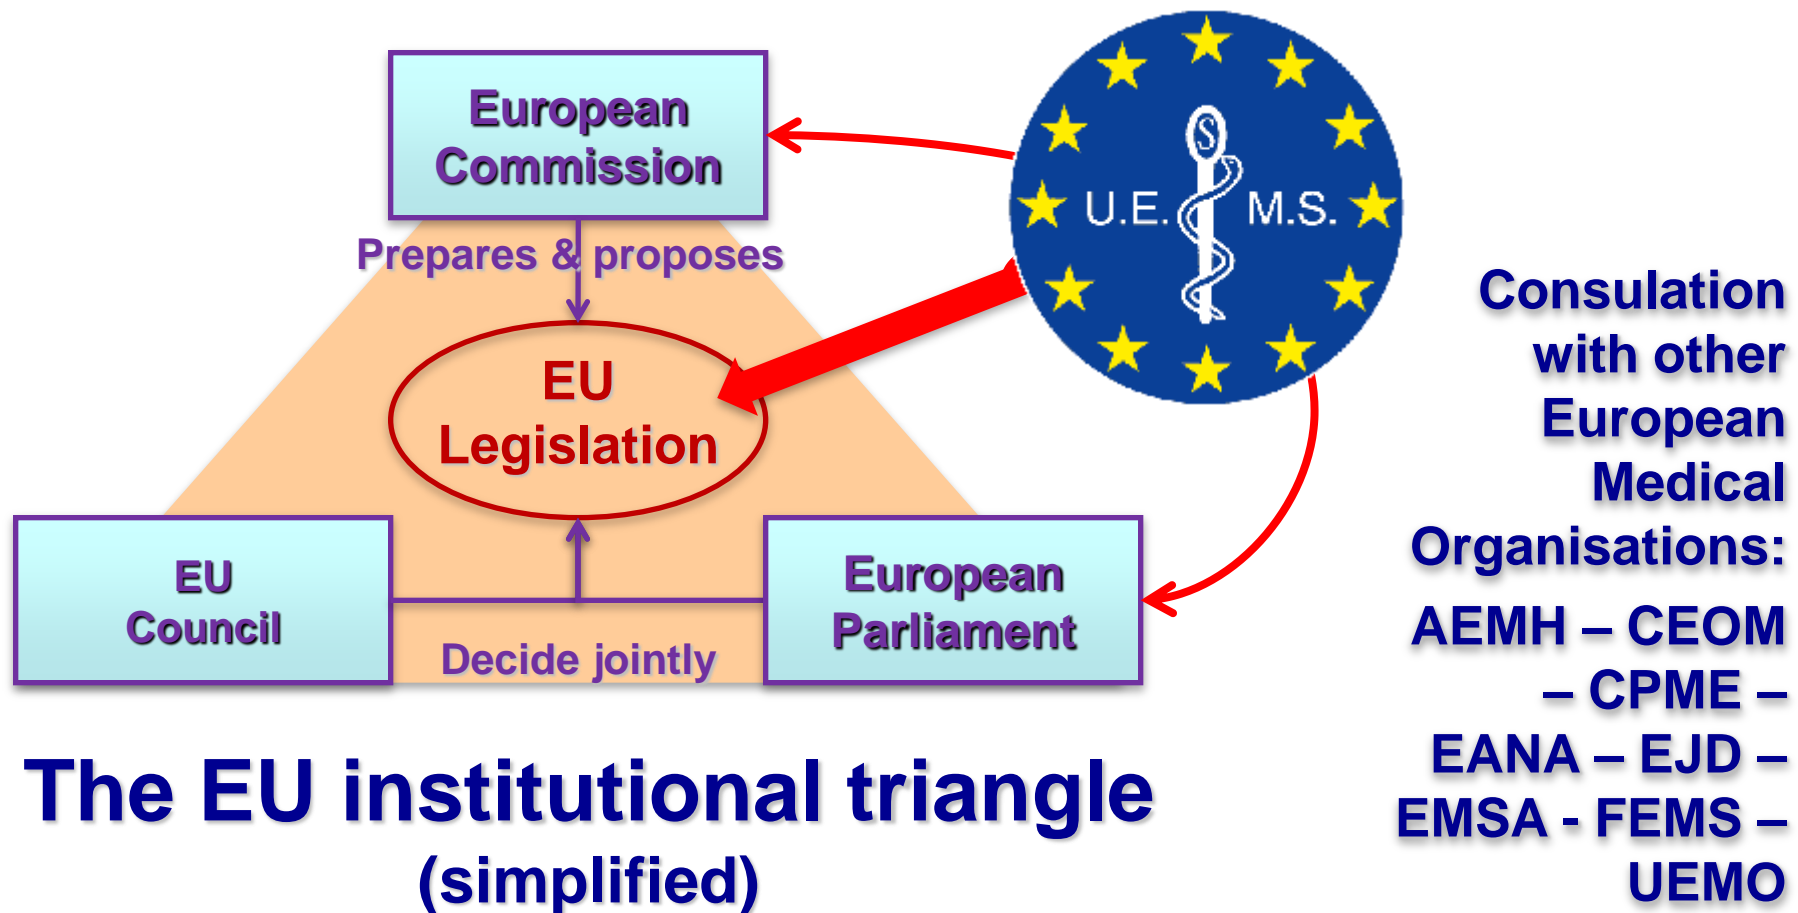 European
Commission
Prepares & proposes
EU
Legislation
EU
Council
European
Parliament
Decide jointly
The EU institutional triangle
(simplified)
S
U.E. M.S.
Consulation
with other
European
Medical
Organisations:
AEMH – CEOM
– CPME –
EANA – EJD –
EMSA - FEMS –
UEMO